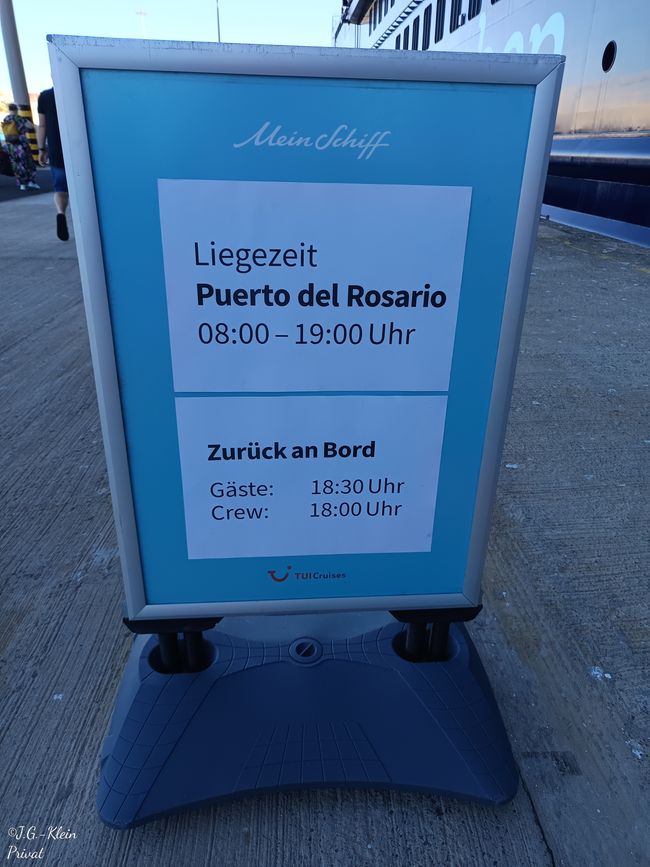 Mein Schiff
Liegezeit
Puerto del Rosario
08:00 – 19:00 Uhr
Zurück an Bord
Gäste: 18:30 Uhr
Crew: 18:00 Uhr
TUI Cruises
©J.G.-Klein
Privat